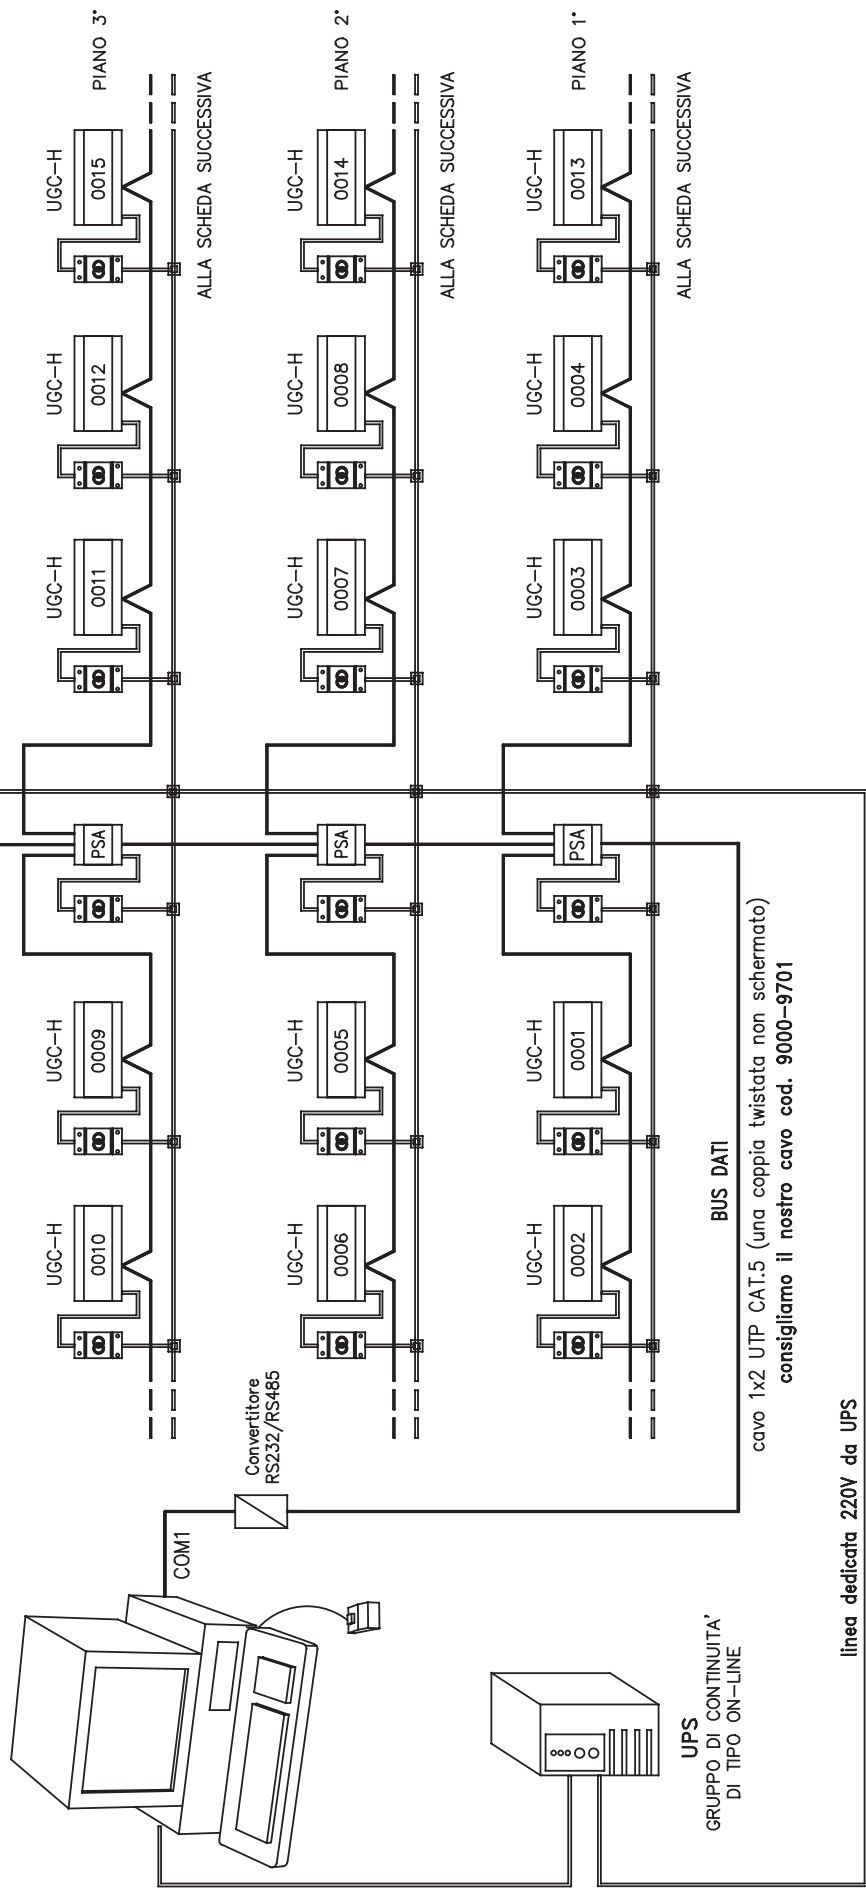 UGC-H
UGC-H
UGC-H
UGC-H
UGC-H
PIANO 3°
0010
0009
PSA
0011
0012
0015
ALLA SCHEDA SUCCESSIVA
UGC-H
UGC-H
UGC-H
UGC-H
UGC-H
PIANO 2°
0006
0005
PSA
0007
0008
0014
ALLA SCHEDA SUCCESSIVA
UGC-H
UGC-H
UGC-H
UGC-H
UGC-H
PIANO 1°
0002
0001
PSA
0003
0004
0013
ALLA SCHEDA SUCCESSIVA
COM1
Convertitore
RS232/RS485
BUS DATI
cavo 1x2 UTP CAT.5 (una coppia twistata non schermato)
consigliamo il nostro cavo cod. 9000-9701
UPS
GRUPPO DI CONTINUITA'
DI TIPO ON-LINE
linea dedicata 220V da UPS